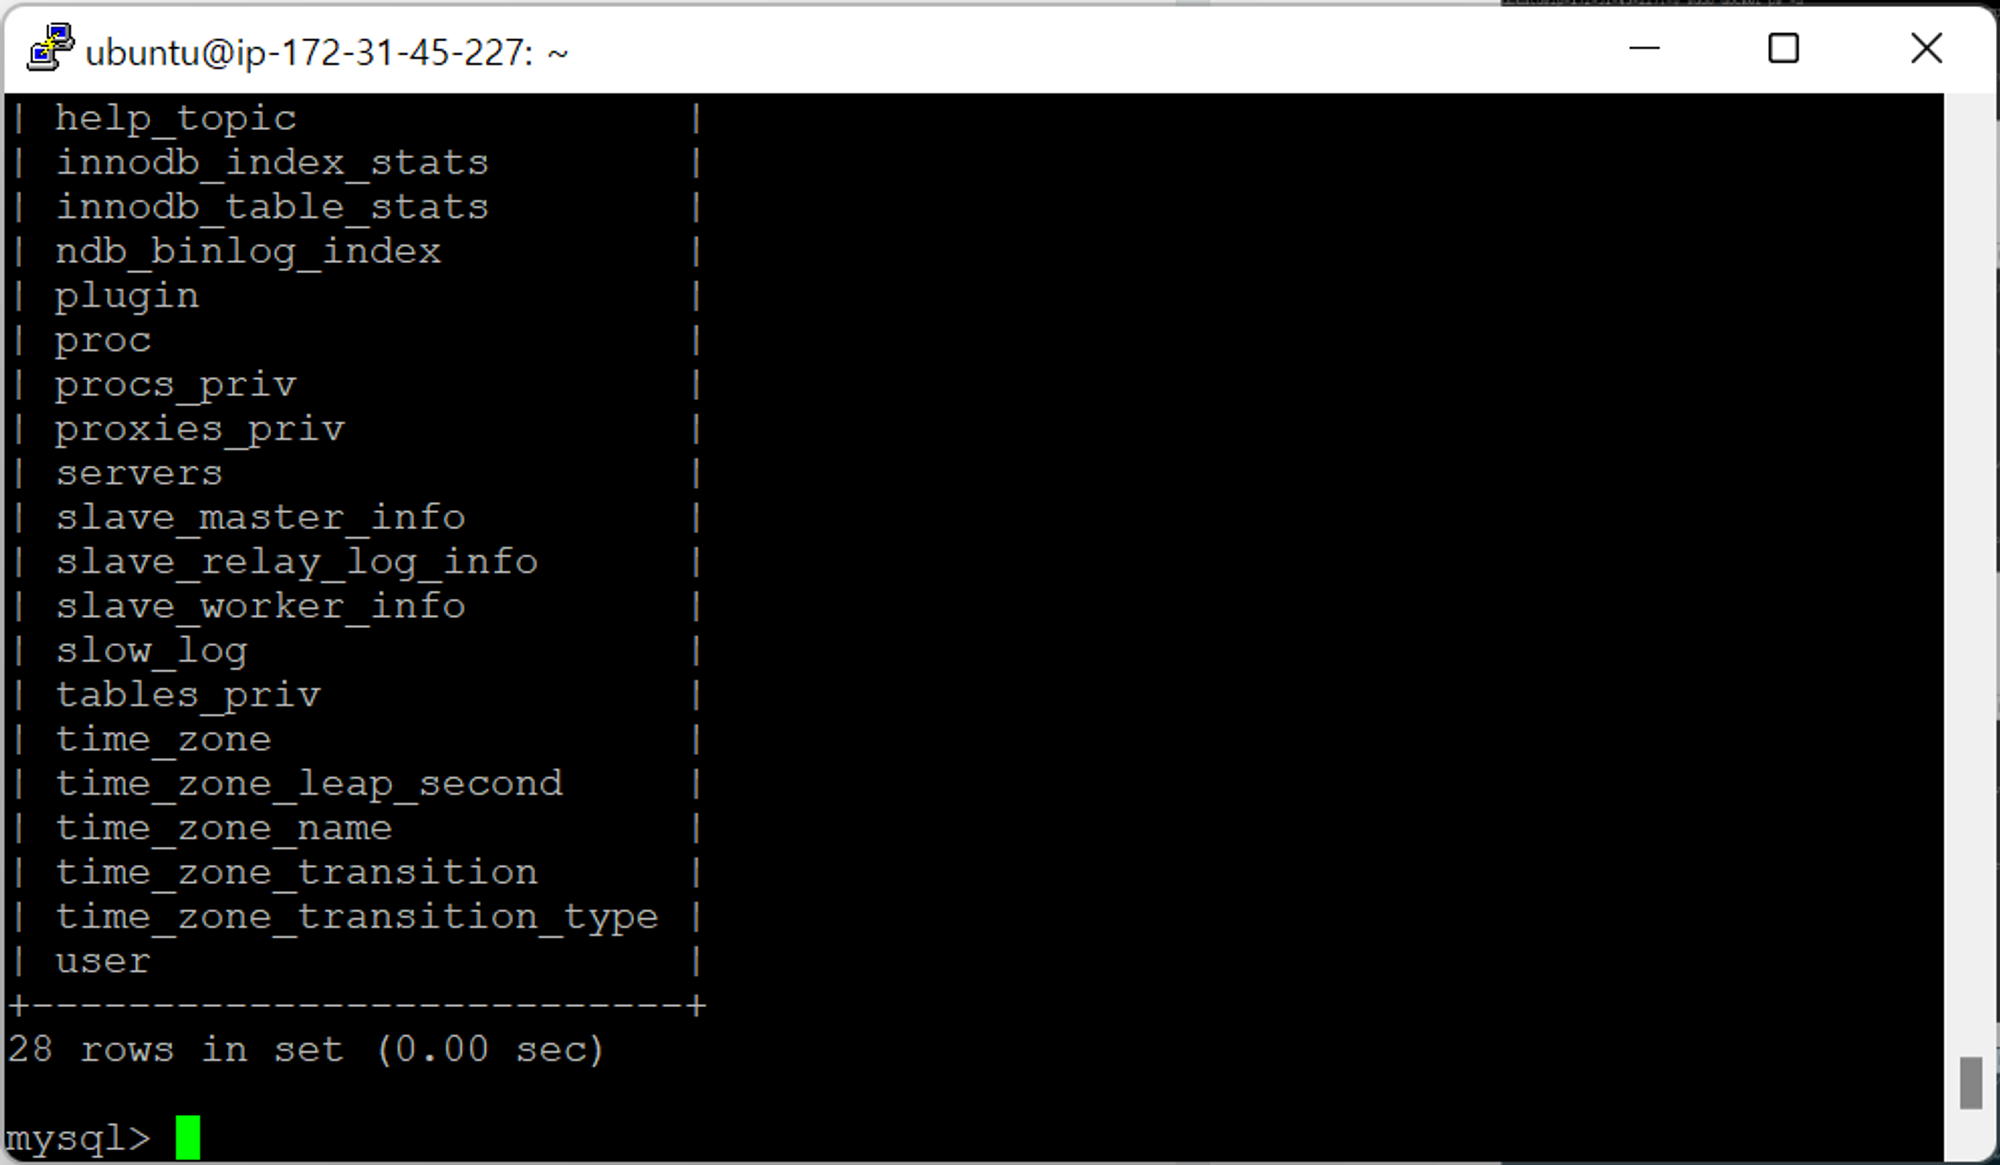 ubuntu@ip-172-31-45-227: ~
| help_topic                |
| innodb_index_stats        |
| innodb_table_stats        |
| ndb_binlog_index          |
| plugin                    |
| proc                      |
| procs_priv                |
| proxies_priv              |
| servers                   |
| slave_master_info         |
| slave_relay_log_info      |
| slave_worker_info         |
| slow_log                  |
| tables_priv               |
| time_zone                 |
| time_zone_leap_second     |
| time_zone_name            |
| time_zone_transition      |
| time_zone_transition_type |
| user                      |
+---------------------------+
28 rows in set (0.00 sec)
mysql>